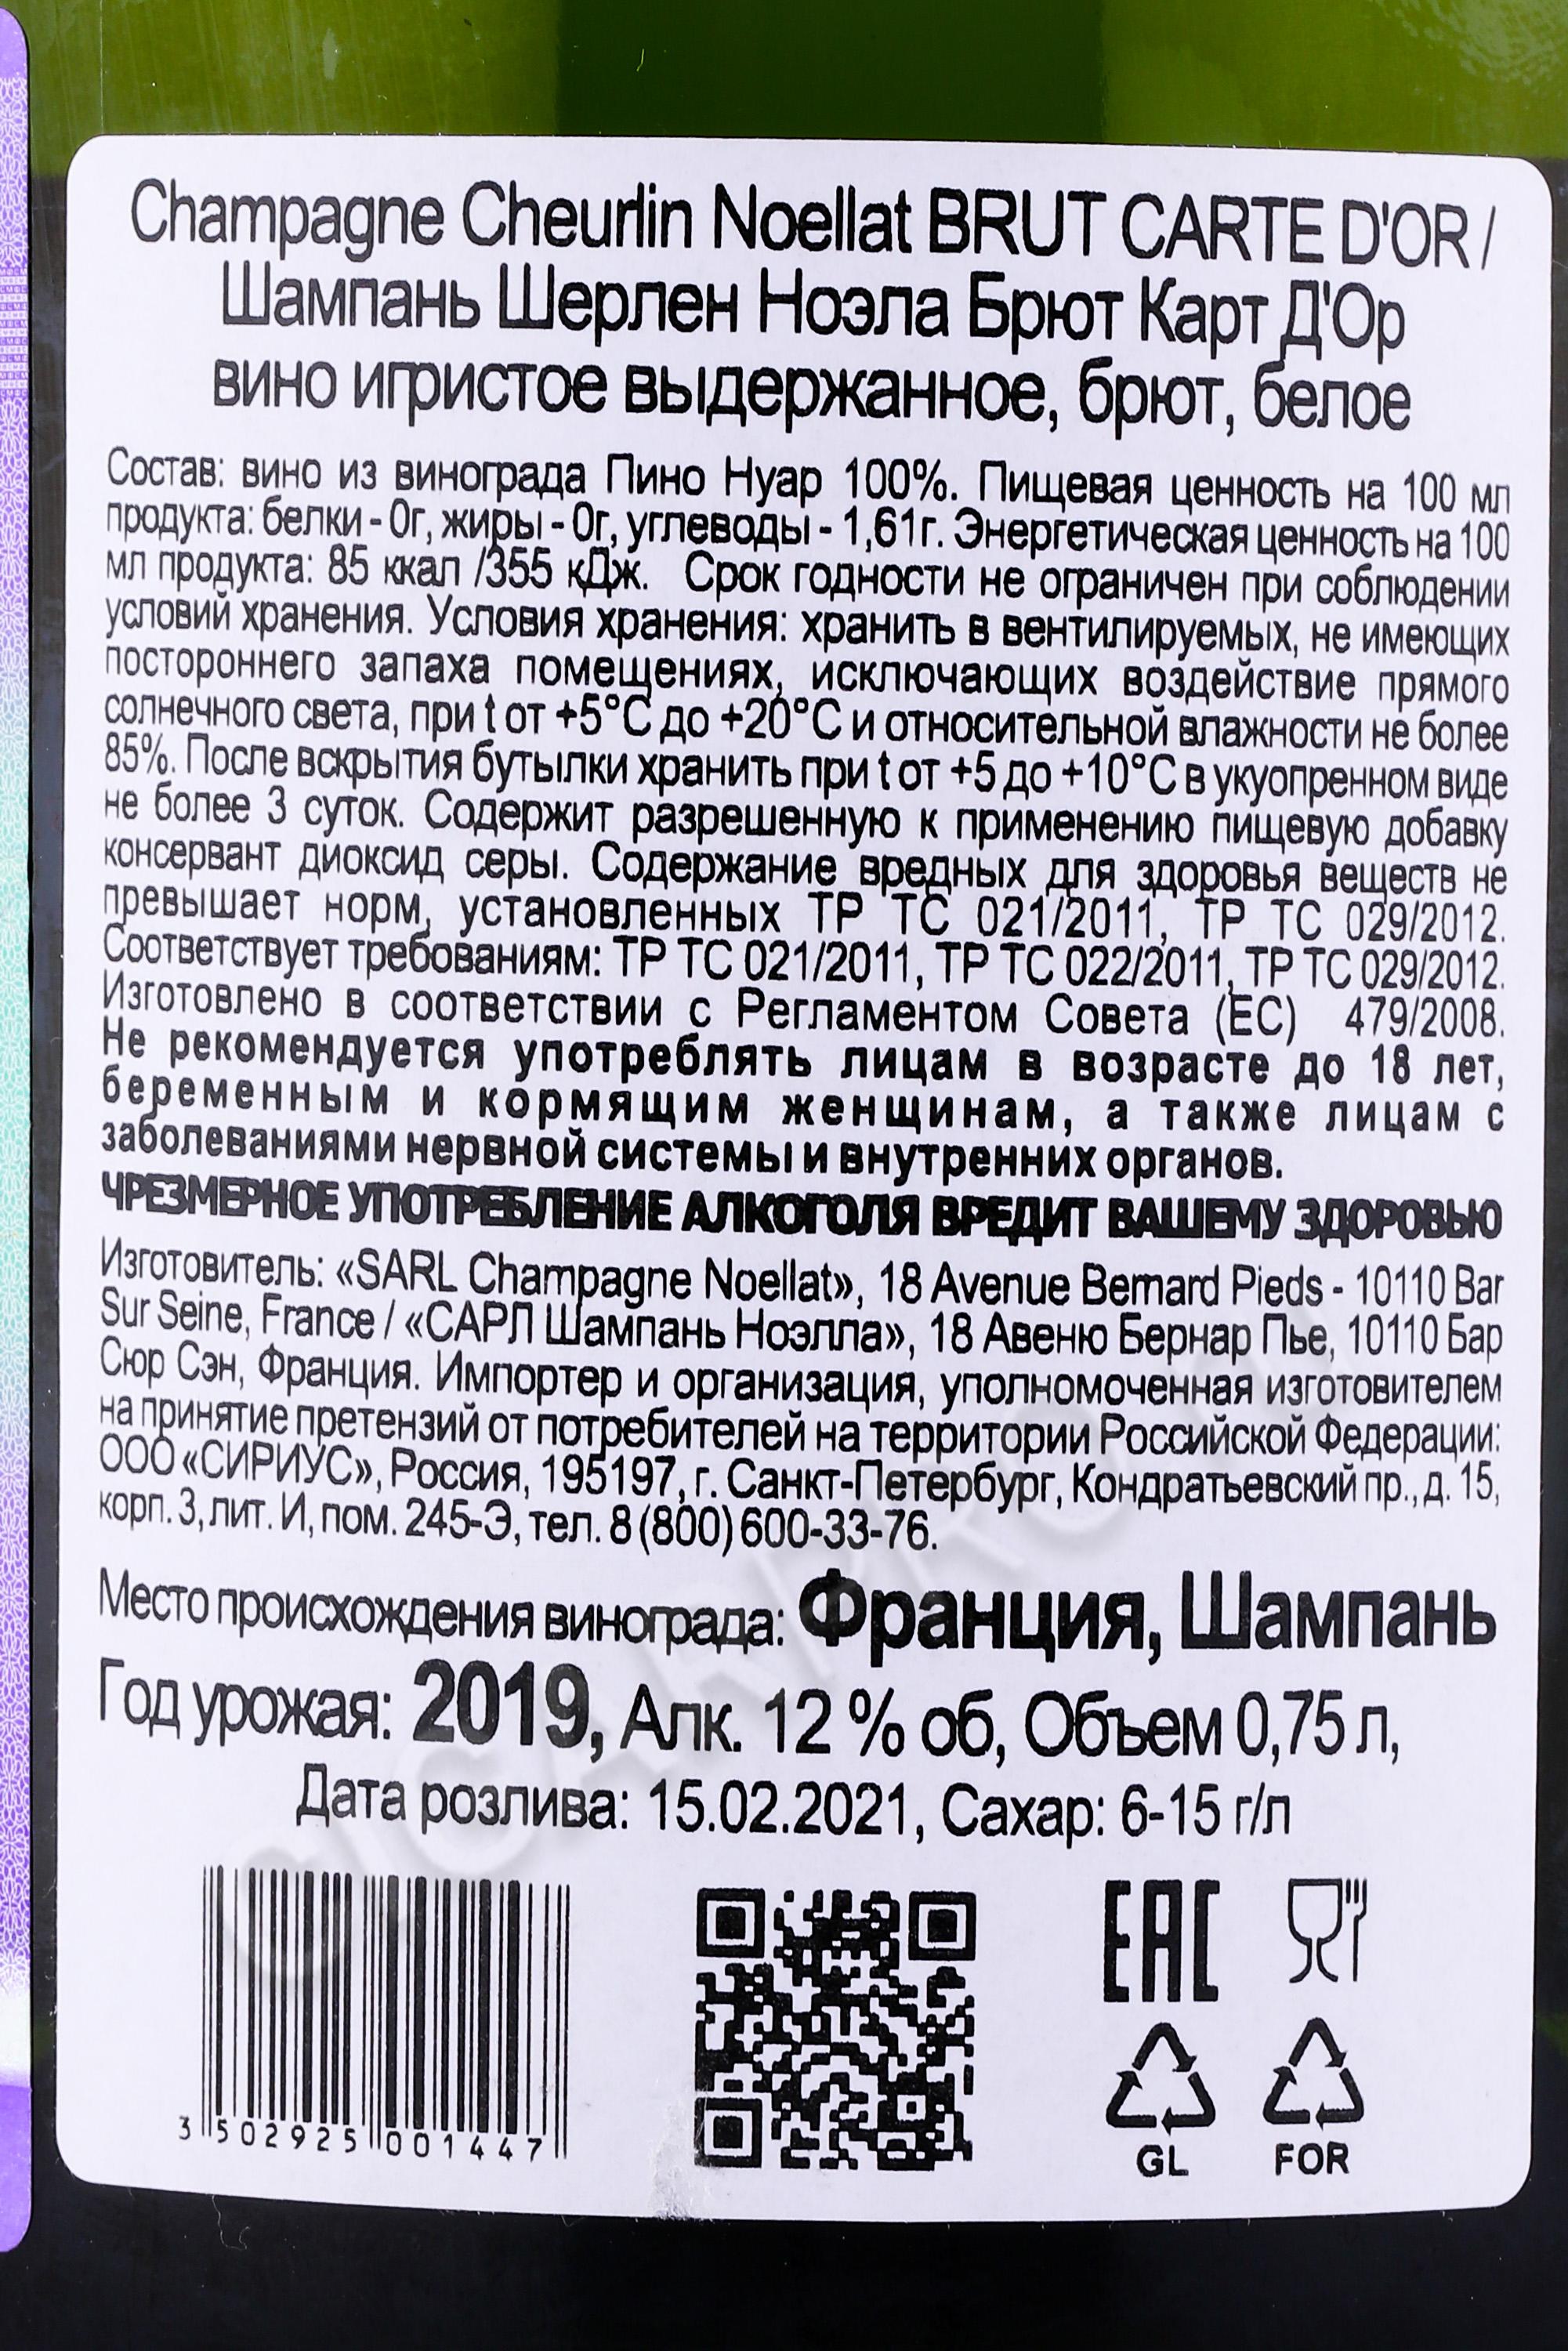 Champagne Cheurlin Noellat BRUT CARTE D'OR /
Шампань Шерлен Ноэла Брют Карт Д'Ор
вино игристое выдержанное, брют, белое
Состав: вино из винограда Пино Нуар 100%. Пищевая ценность на 100 мл
продукта: белки - 0г, жиры - 0г, углеводы - 1,61г. Энергетическая ценность на 100
мл продукта: 85 ккал /355 кДж. Срок годности не ограничен при соблюдении
условий хранения. Условия хранения: хранить в вентилируемых, не имеющих
постороннего запаха помещениях, исключающих воздействие прямого
солнечного света, при t от +5°С до +20°С и относительной влажности не более
85%. После вскрытия бутылки хранить при t от +5 до +10°С в укуопренном виде
не более 3 суток. Содержит разрешенную к применению пищевую добавку
консервант диоксид серы. Содержание вредных для здоровья веществ не
превышает норм, установленных ТР ТС 021/2011, ТР ТС 029/2012.
Соответствует требованиям: ТР ТС 021/2011, ТР ТС 022/2011, ТР ТС 029/2012.
Изготовлено в соответствии с Регламентом Совета (ЕС) 479/2008.
Не рекомендуется употреблять лицам в возрасте до 18 лет,
беременным и кормящим женщинам, а также лицам с
заболеваниями нервной системы и внутренних органов.
ЧРЕЗМЕРНОЕ УПОТРЕБЛЕНИЕ АЛКОГОЛЯ ВРЕДИТ ВАШЕМУ ЗДОРОВЬЮ
Изготовитель: «SARL Champagne Noellat», 18 Avenue Bernard Pieds - 10110 Bar
Sur Seine, France / «САРЛ Шампань Ноэлла», 18 Авеню Бернар Пье, 10110 Бар
Сюр Сэн, Франция. Импортер и организация, уполномоченная изготовителем
на принятие претензий от потребителей на территории Российской Федерации:
ООО «СИРИУС», Россия, 195197, г. Санкт-Петербург, Кондратьевский пр., д. 15,
корп. 3, лит. И, пом. 245-Э, тел. 8 (800) 600-33-76.
Место происхождения винограда: Франция, Шампань
Год урожая: 2019, Алк. 12 % об, Объем 0,75 л,
Дата розлива: 15.02.2021, Сахар: 6-15 г/л
EAC
3 502925 001447
GL FOR